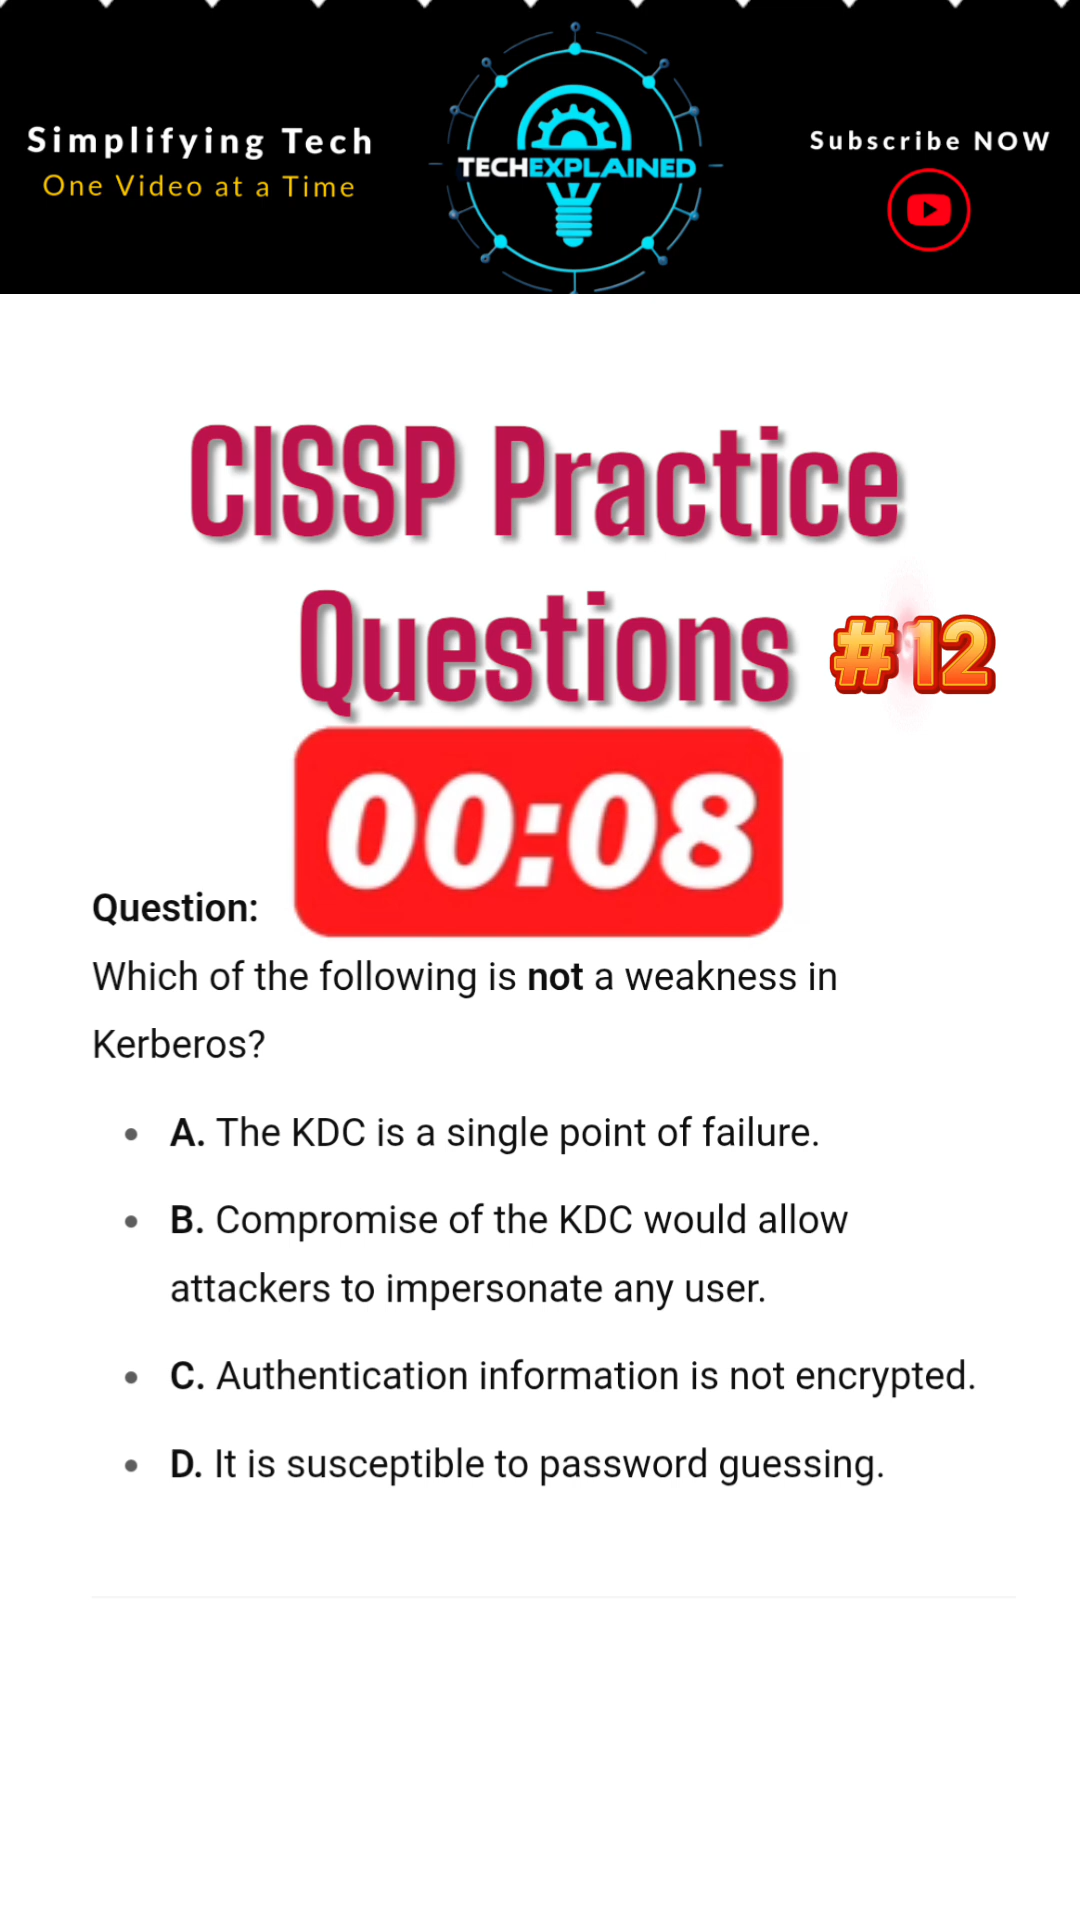 Simplifying Tech
One Video at a Time
TECHEXPLAINED
Subscribe NOW
CISSP Practice
Questions #12
00:08
Question:
Which of the following is not a weakness in
Kerberos?
• A. The KDC is a single point of failure.
• B. Compromise of the KDC would allow
attackers to impersonate any user.
• C. Authentication information is not encrypted.
• D. It is susceptible to password guessing.